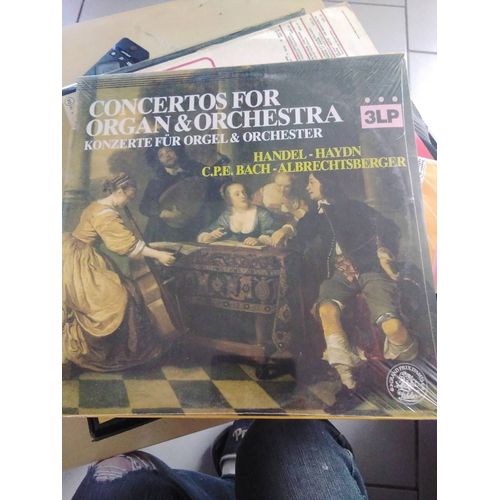 CONCERTOS FOR
ORGAN & ORCHESTRA
KONZERTE FÜR ORGEL & ORCHESTER
3LP
HANDEL - HAYDN
C.P.E. BACH - ALBRECHTSBERGER